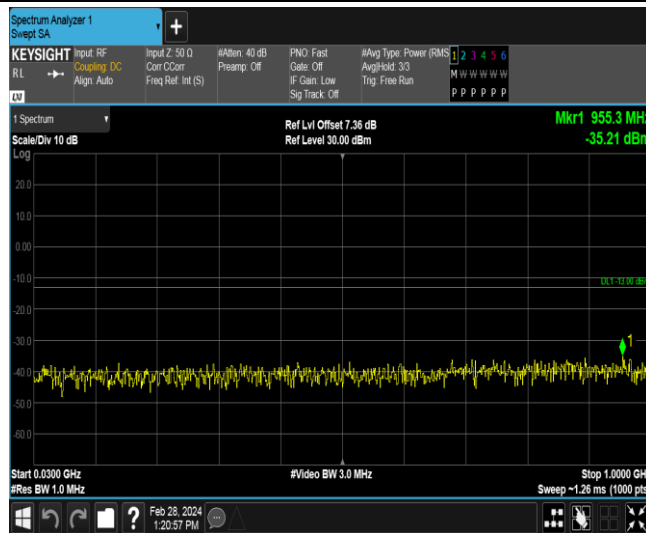 Spectrum Analyzer 1
Swept SA
+
KEYSIGHT
RL
Input: RF
Coupling: DC
Align: Auto
Input Z: 50 Ω
Corr CCorr
Freq Ref: Int (S)
#Atten: 40 dB
Preamp: Off
PNO: Fast
Gate: Off
IF Gain: Low
Sig Track: Off
#Avg Type: Power (RMS
Avg|Hold: 3/3
Trig: Free Run
1 2 3 4 5 6
M W W W W W
P P P P P P
1 Spectrum
Scale/Div 10 dB
Log
Ref Lvl Offset 7.36 dB
Ref Level 30.00 dBm
Mkr1 955.3 MHz
-35.21 dBm
20.0
10.0
0.00
-10.0
DL1 -13.00 dBm
-20.0
-30.0
1
-40.0
-50.0
-60.0
Start 0.0300 GHz
#Res BW 1.0 MHz
#Video BW 3.0 MHz
Stop 1.0000 GHz
Sweep ~1.26 ms (1000 pts)
?
Feb 28, 2024
1:20:57 PM